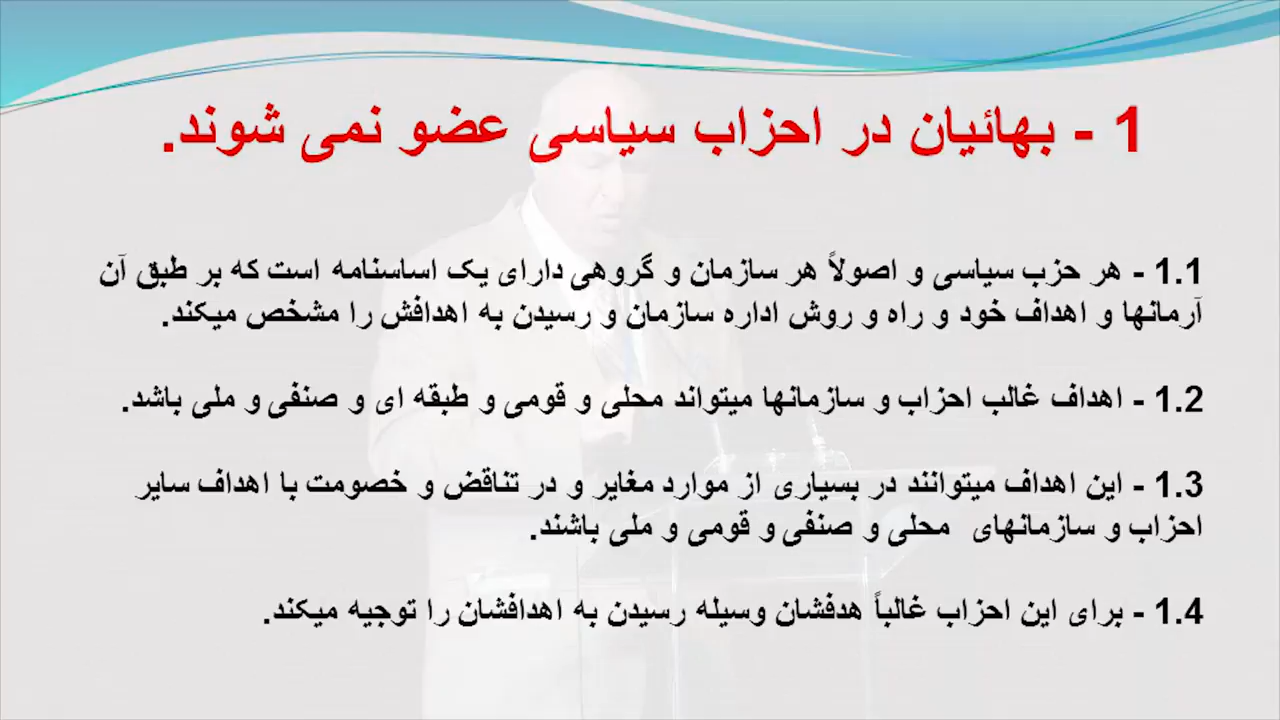 1 - بهائیان در احزاب سیاسی عضو نمی شوند.
1.1 - هر حزب سیاسی و اصولاً هر سازمان و گروهی دارای یک اساسنامه است که بر طبق آن
آرمانها و اهداف خود و راه و روش اداره سازمان و رسیدن به اهدافش را مشخص میکند.
1.2 - اهداف غالب احزاب و سازمانها میتواند محلی و قومی و طبقه ای و صنفی و ملی باشد.
1.3 - این اهداف میتوانند در بسیاری از موارد مغایر و در تناقض و خصومت با اهداف سایر
احزاب و سازمانهای محلی و صنفی و قومی و ملی باشند.
1.4 - برای این احزاب غالباً هدفشان وسیله رسیدن به اهدافشان را توجیه میکند.